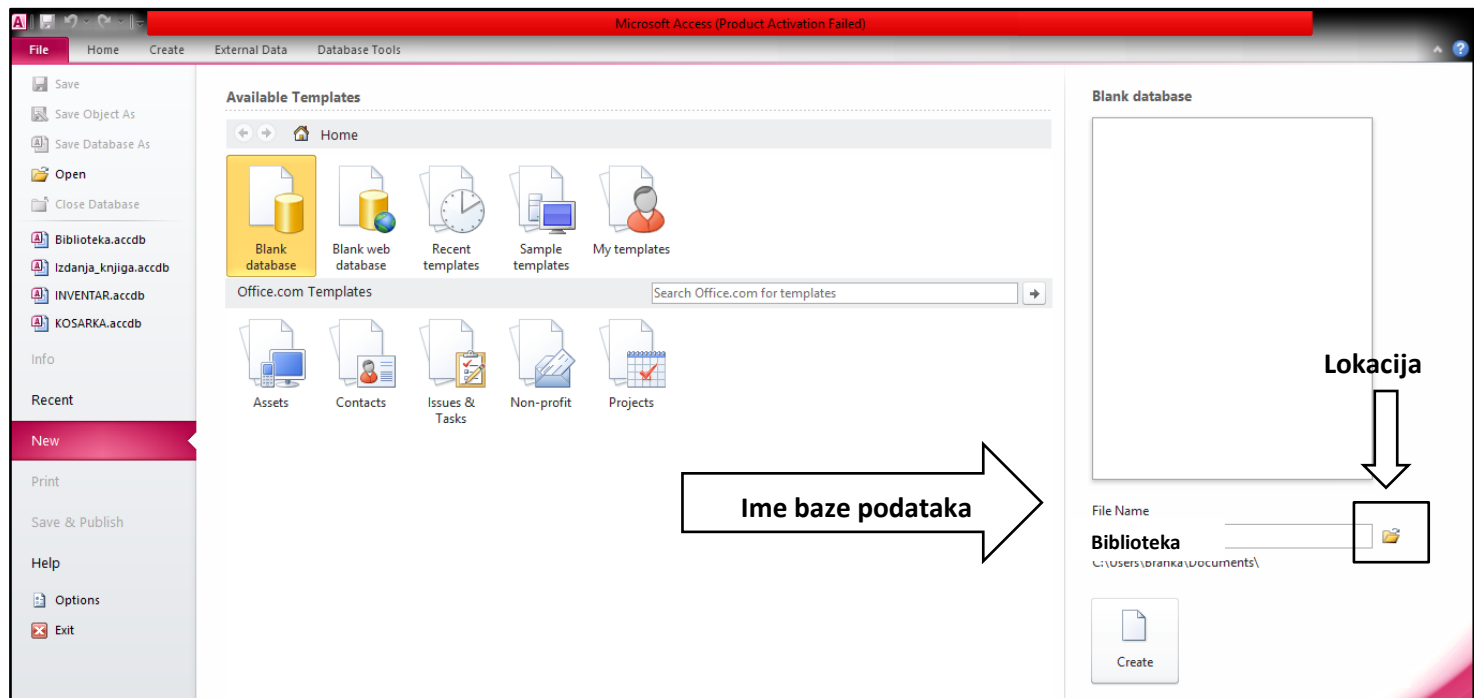 Microsoft Access (Product Activation Failed)
File Home Create External Data Database Tools
Save
Save Object As
Save Database As
Open
Close Database
Biblioteka.accdb
Izdanja_knjiga.accdb
INVENTAR.accdb
KOSARKA.accdb
Info
Recent
New
Print
Save & Publish
Help
Options
Exit
Available Templates
Home
Blank database
Blank web database
Recent templates
Sample templates
My templates
Office.com Templates
Search Office.com for templates
Assets
Contacts
Issues & Tasks
Non-profit
Projects
Ime baze podataka
Blank database
Lokacija
File Name
Biblioteka
C:\Users\Branka\Documents\
Create